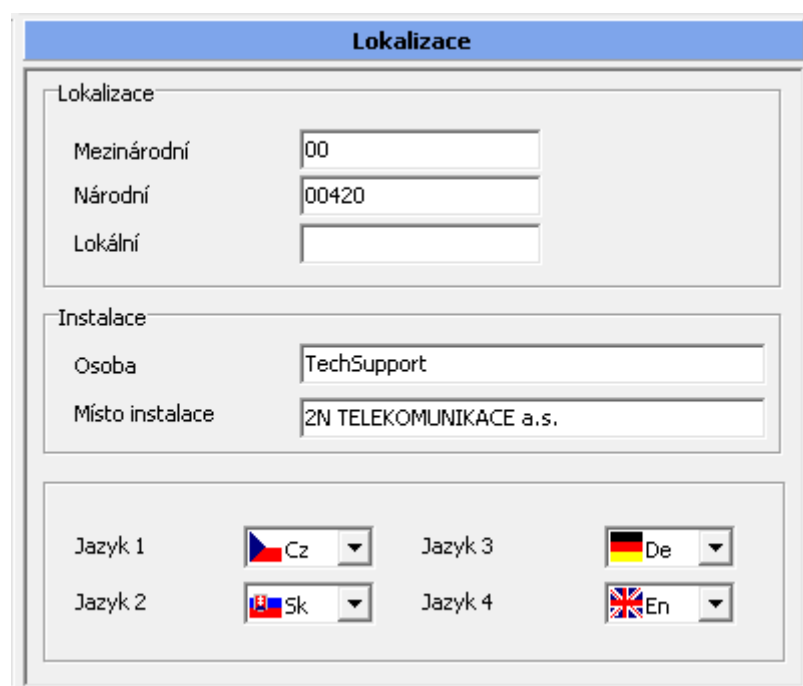 Lokalizace
Lokalizace
Mezinárodní 00
Národní 00420
Lokální
Instalace
Osoba TechSupport
Místo instalace 2N TELEKOMUNIKACE a.s.
Jazyk 1 Cz Jazyk 3 De
Jazyk 2 Sk Jazyk 4 En